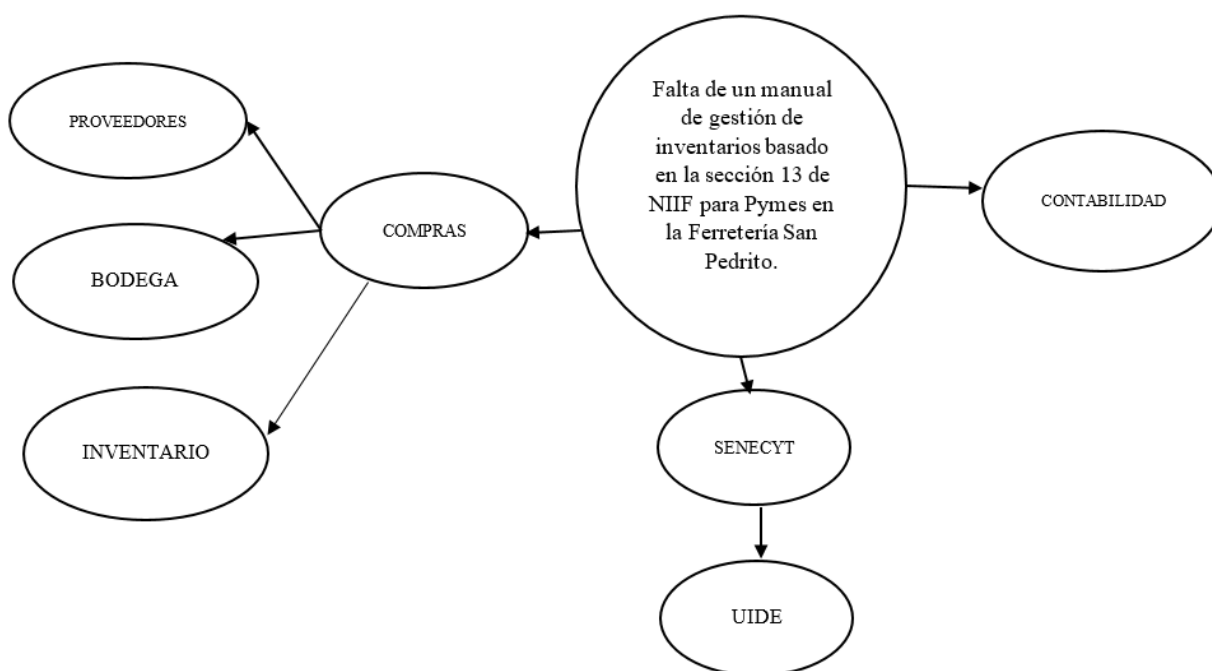 Falta de un manual
de gestión de
inventarios basado
en la sección 13 de
NIIF para Pymes en
la Ferretería San
Pedrito.
PROVEEDORES
COMPRAS
CONTABILIDAD
BODEGA
INVENTARIO
SENECYT
UIDE